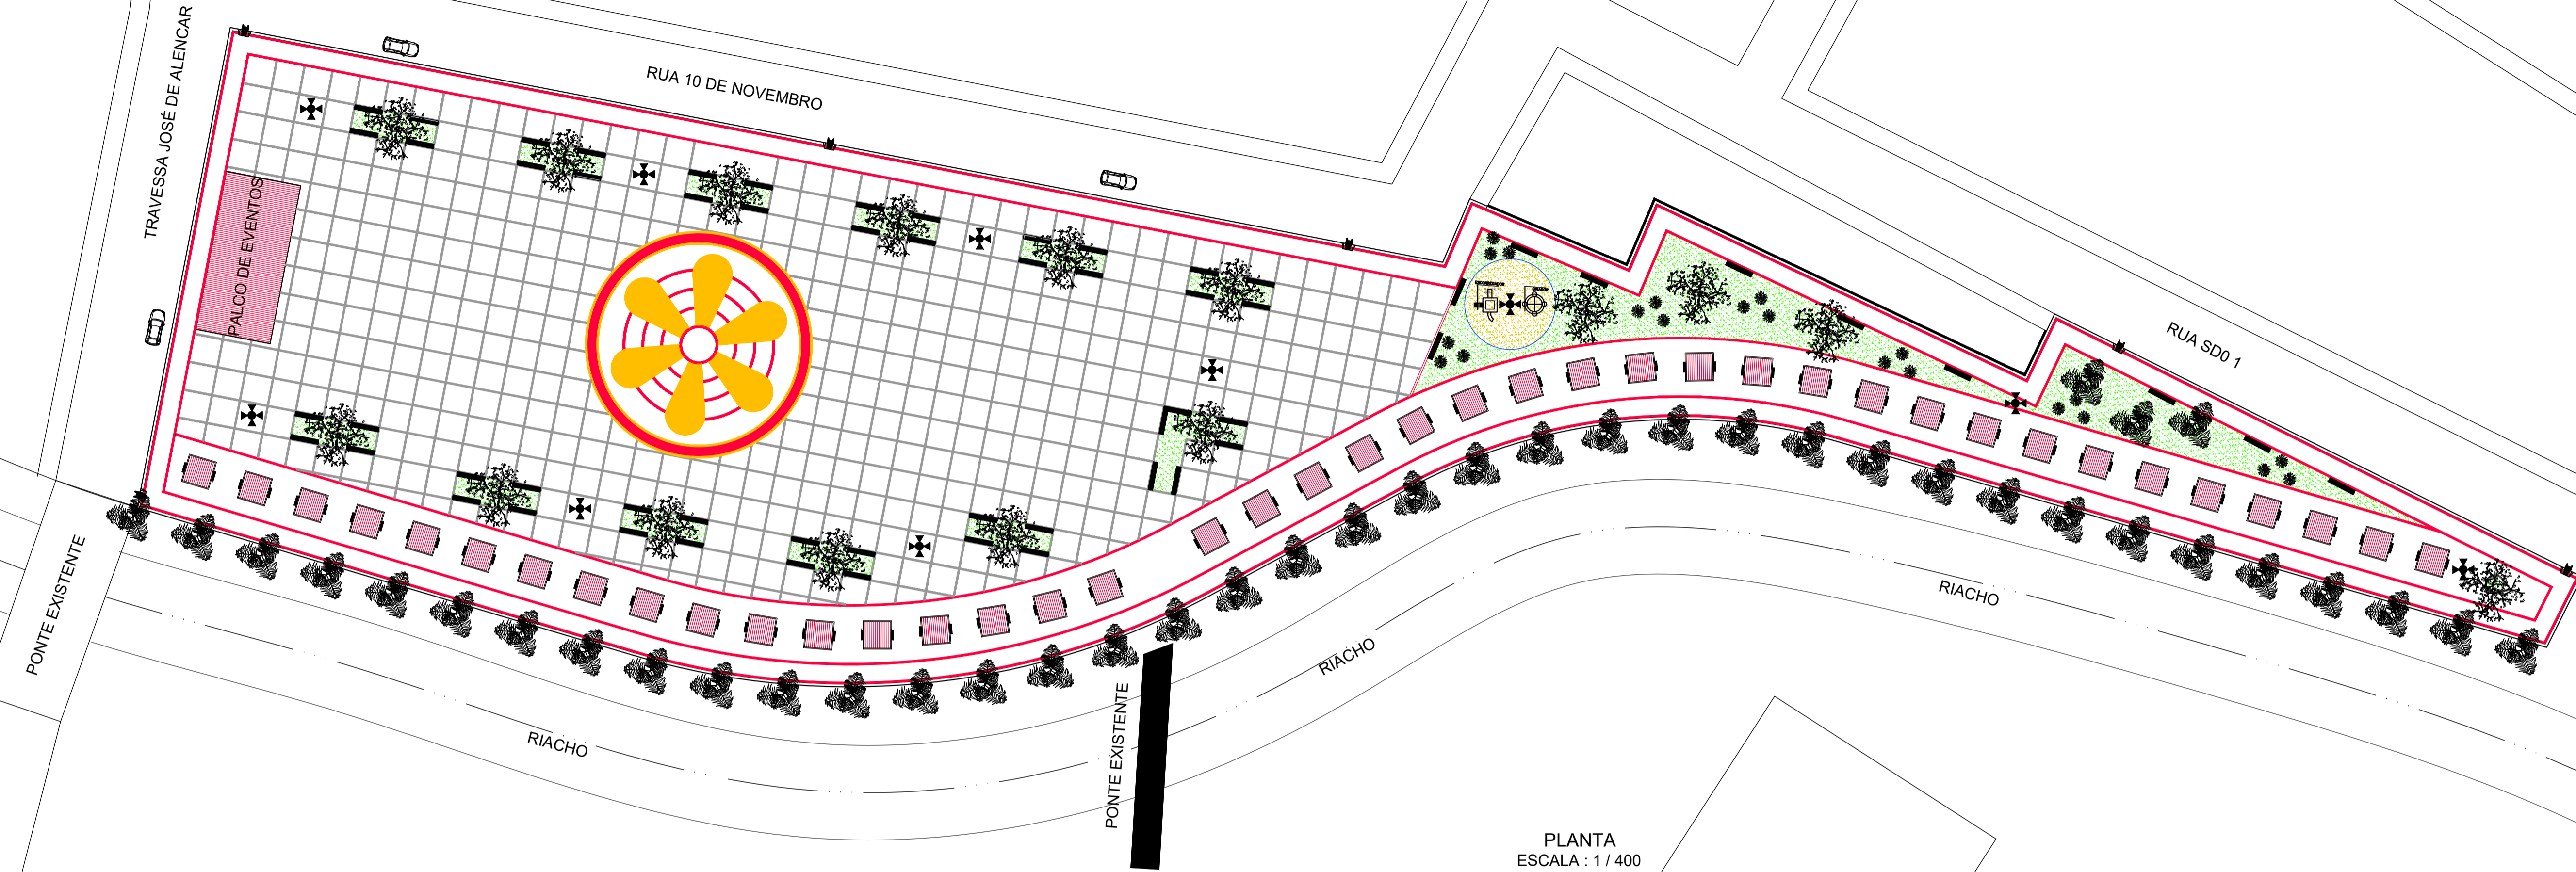 TRAVESSA JOSÉ DE ALENCAR
RUA 10 DE NOVEMBRO
PALCO DE EVENTOS
RUA SD0 1
PONTE EXISTENTE
RIACHO
PONTE EXISTENTE
RIACHO
RIACHO
PLANTA
ESCALA : 1 / 400